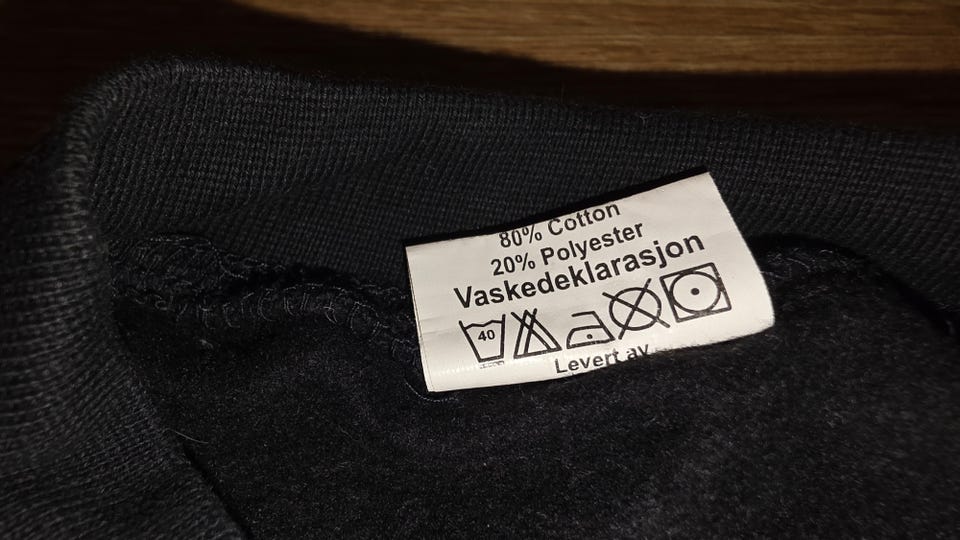 80% Cotton
20% Polyester
Vaskedeklarasjon
40
Levert av